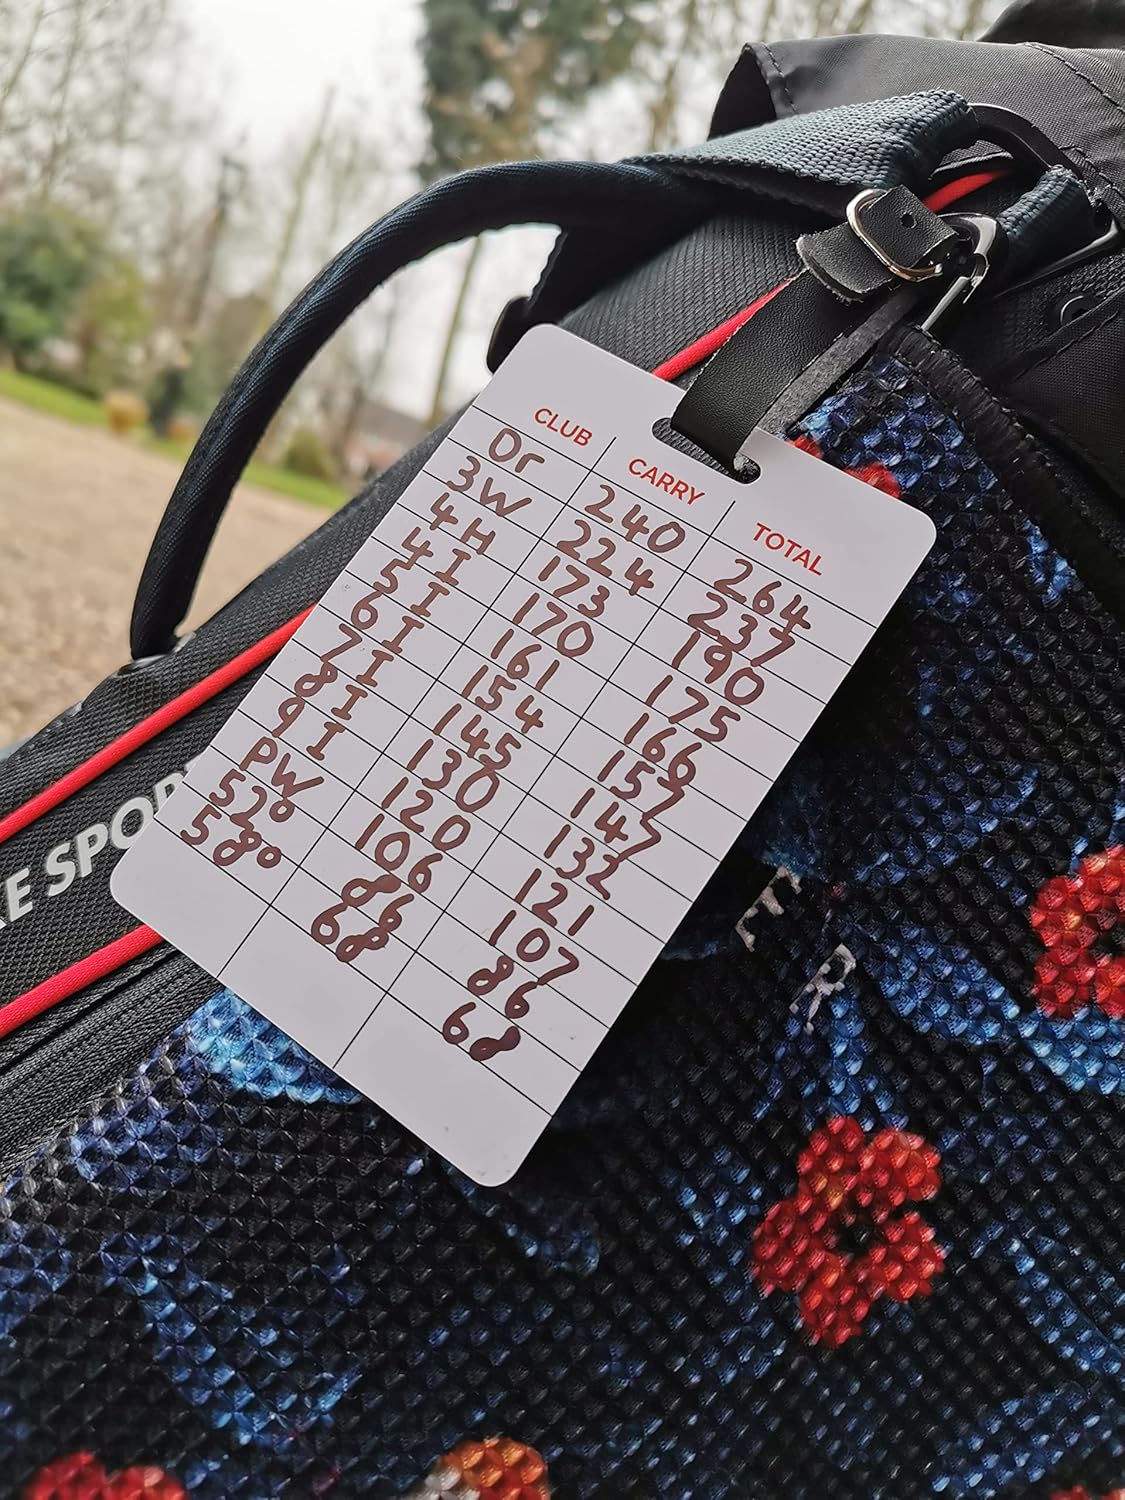 CLUB CARRY TOTAL
Dr 240 264
3W 224 237
4H 173 190
4I 170 175
5I 161 166
6I 154 157
7I 145 147
8I 130 132
9I 120 121
PW 106 107
52° 86 86
58° 68 68
E SPOR
E
R